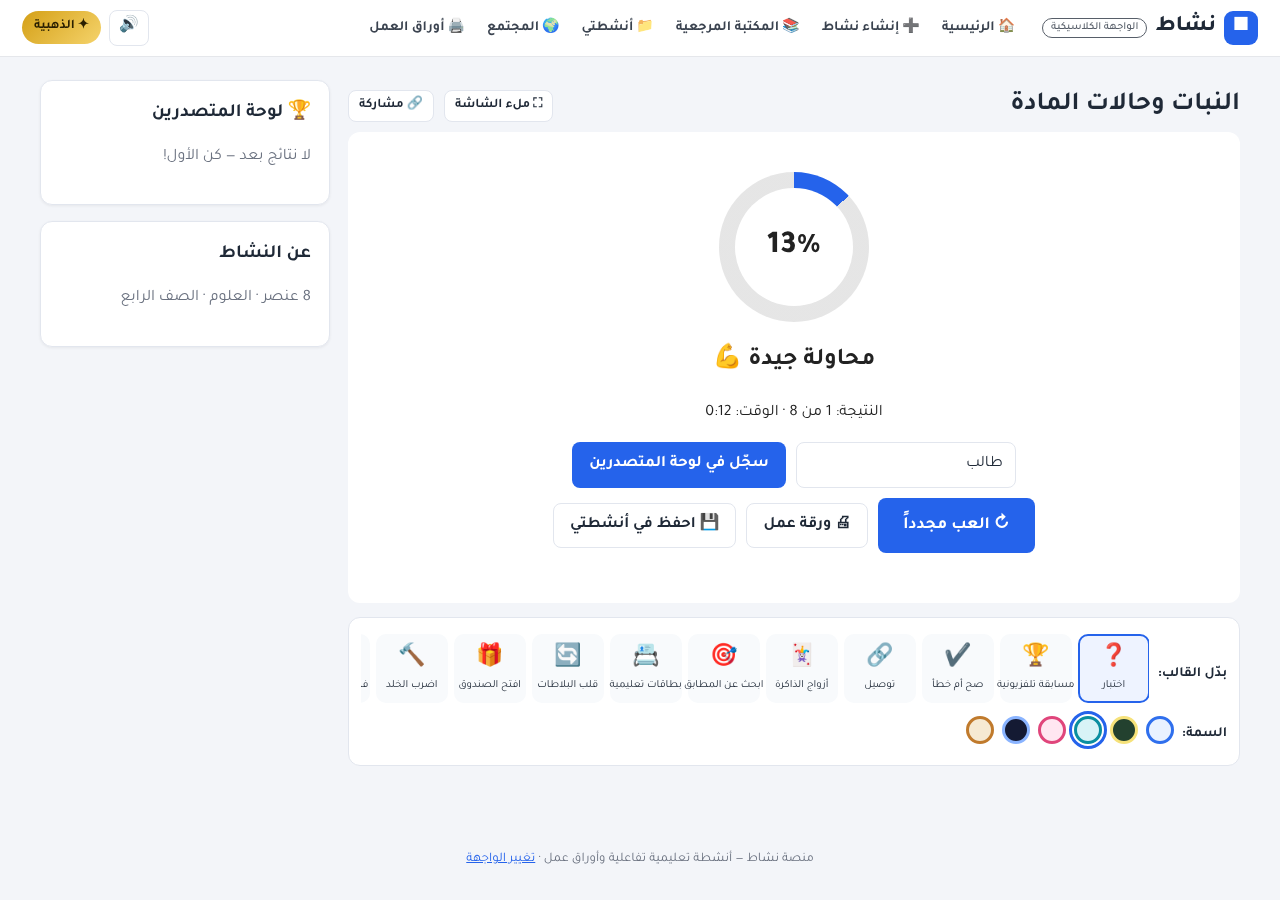 نشاط
الواجهة الكلاسيكية
🏠 الرئيسية
➕ إنشاء نشاط
📚 المكتبة المرجعية
📁 أنشطتي
🌍 المجتمع
🖨️ أوراق العمل
🔊
✦ الذهبية
النبات وحالات المادة
⛶ ملء الشاشة
🔗 مشاركة
13%
محاولة جيدة 💪
النتيجة: 1 من 8 · الوقت: 0:12
طالب
سجّل في لوحة المتصدرين
↻ العب مجدداً
🖨 ورقة عمل
💾 احفظ في أنشطتي
بدّل القالب:
اختبار
مسابقة تلفزيونية
صح أم خطأ
توصيل
أزواج الذاكرة
ابحث عن المطابق
بطاقات تعليمية
قلب البلاطات
افتح الصندوق
اضرب الخلد
السمة:
🏆 لوحة المتصدرين
لا نتائج بعد — كن الأول!
عن النشاط
8 عنصر · العلوم · الصف الرابع
منصة نشاط — أنشطة تعليمية تفاعلية وأوراق عمل · تغيير الواجهة